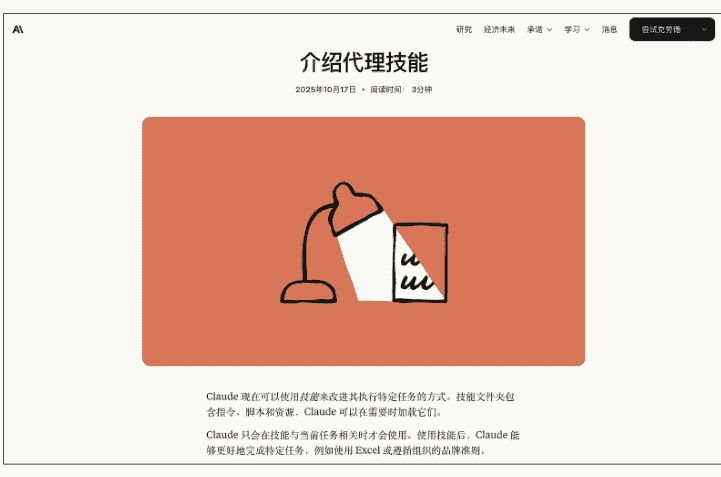 A\
研究 经济未来 承诺 学习 消息 尝试克劳德
介绍代理技能
2025年10月17日 • 阅读时间： 3分钟
Claude 现在可以使用技能来改进其执行特定任务的方式。技能文件夹包
含指令、脚本和资源，Claude 可以在需要时加载它们。
Claude 只会在技能与当前任务相关时才会使用。使用技能后，Claude 能
够更好地完成特定任务，例如使用 Excel 或遵循组织的品牌准则。